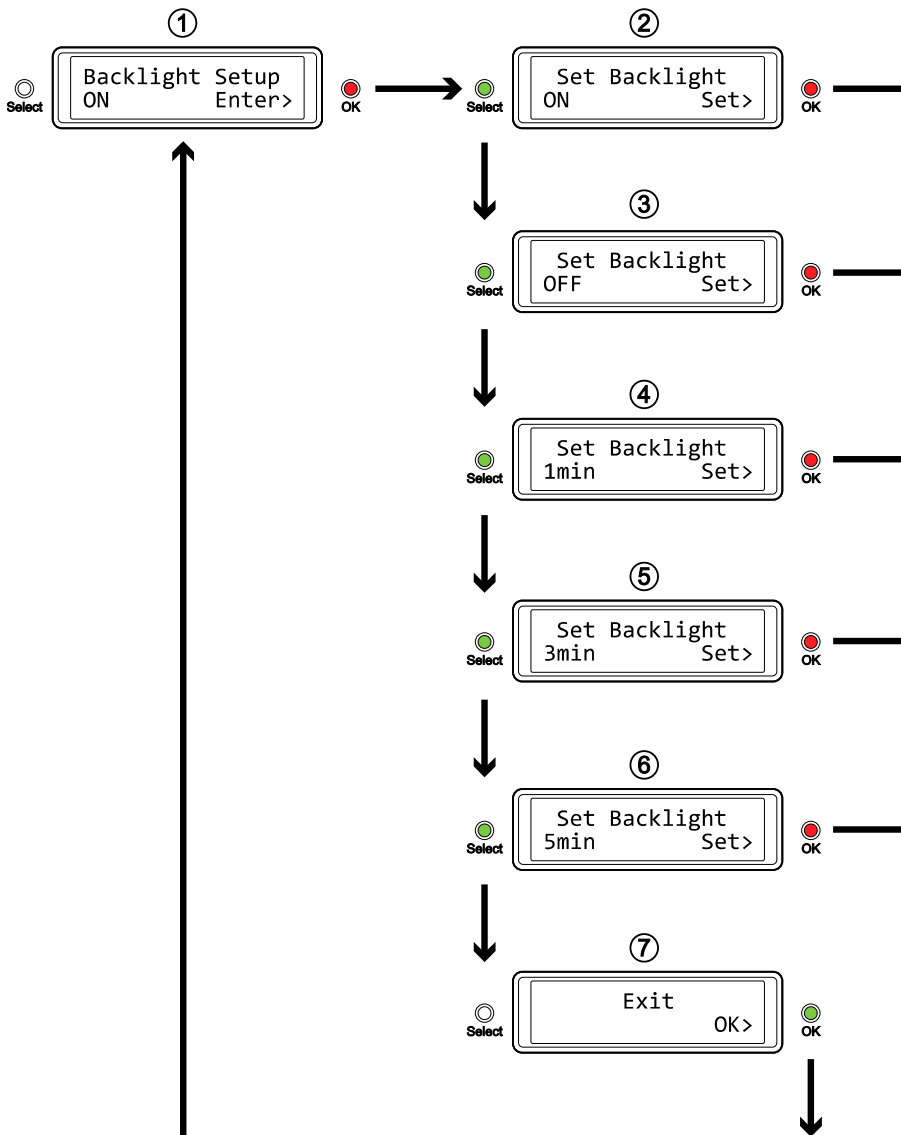 ①
Backlight Setup
ON Enter>
Select
OK
②
Set Backlight
ON Set>
Select
OK
③
Set Backlight
OFF Set>
Select
OK
④
Set Backlight
1min Set>
Select
OK
⑤
Set Backlight
3min Set>
Select
OK
⑥
Set Backlight
5min Set>
Select
OK
⑦
Exit
OK>
Select
OK